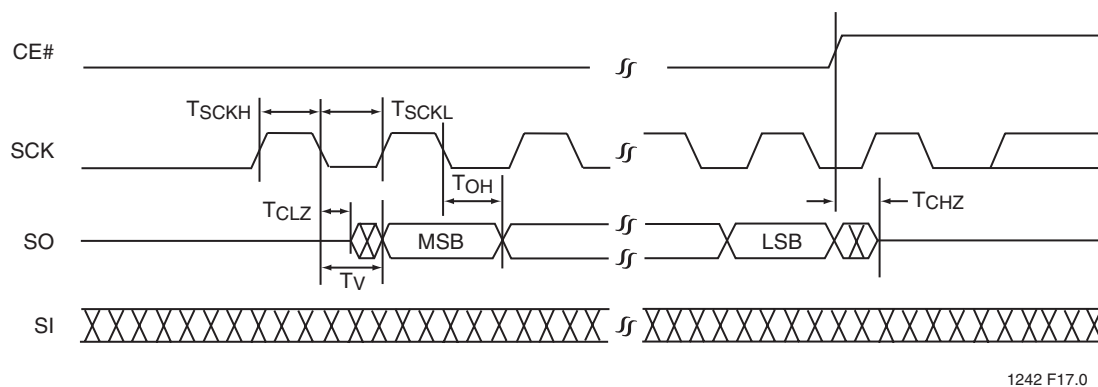 CE#
TSCKH
TSCKL
SCK
TOH
TCLZ
TCHZ
SO
MSB
LSB
TV
SI
1242 F17.0